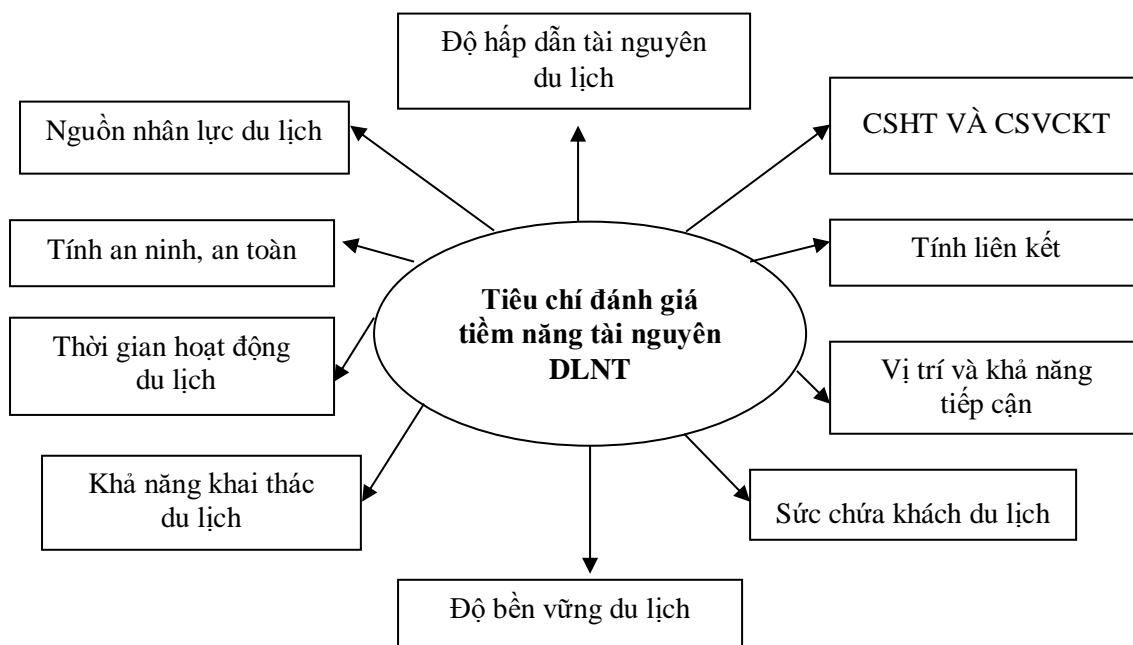 Độ hấp dẫn tài nguyên
du lịch
Nguồn nhân lực du lịch
CSHT VÀ CSVCKT
Tính an ninh, an toàn
Tính liên kết
Tiêu chí đánh giá
tiềm năng tài nguyên
DLNT
Thời gian hoạt động
du lịch
Vị trí và khả năng
tiếp cận
Khả năng khai thác
du lịch
Sức chứa khách du lịch
Độ bền vững du lịch